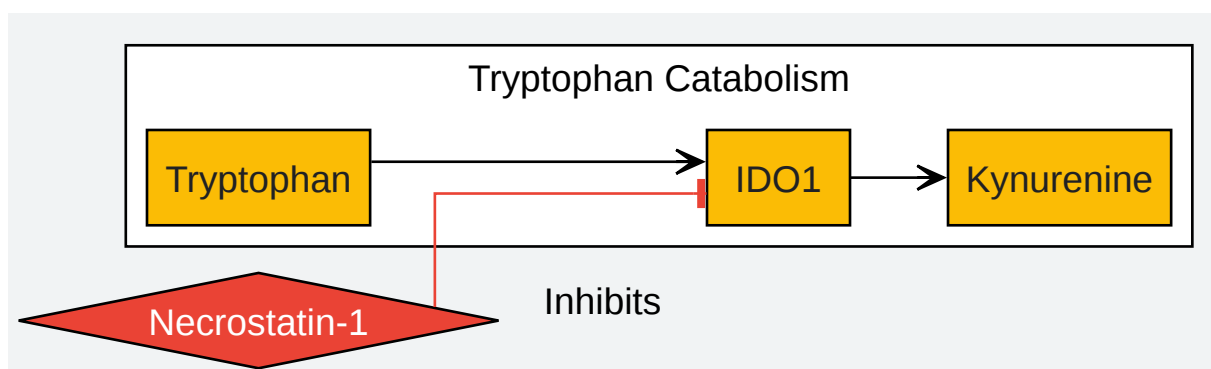 Tryptophan Catabolism
Tryptophan
IDO1
Kynurenine
Inhibits
Necrostatin-1